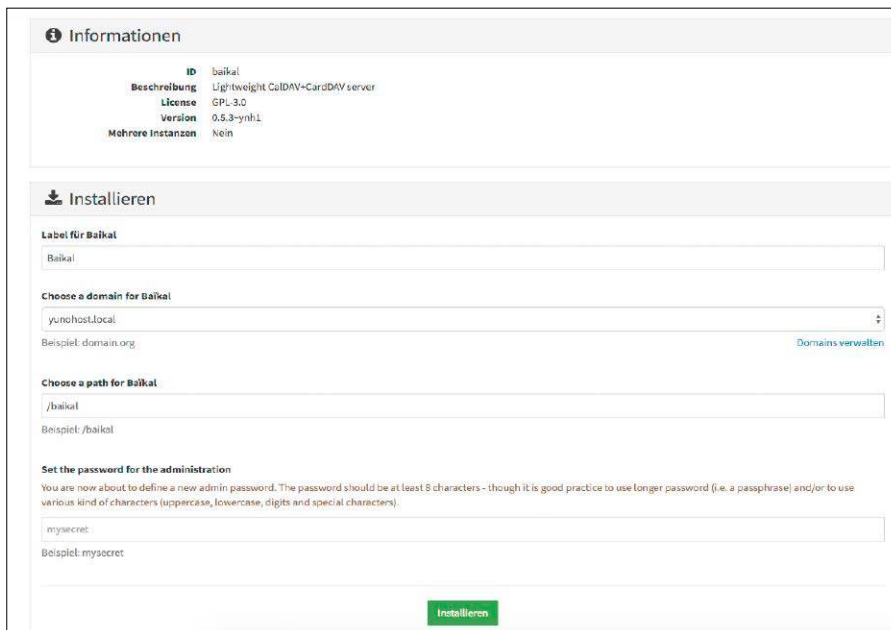 Informationen
ID baikal
Beschreibung Lightweight CalDAV+CardDAV server
License GPL-3.0
Version 0.5.3~ynh1
Mehrere Instanzen Nein
Installieren
Label für Baikal
Baikal
Choose a domain for Baïkal
yunohost.local
Beispiel: domain.org Domains verwalten
Choose a path for Baïkal
/baikal
Beispiel: /baikal
Set the password for the administration
You are now about to define a new admin password. The password should be at least 8 characters - though it is good practice to use longer password (i.e. a passphrase) and/or to use
various kind of characters (uppercase, lowercase, digits and special characters).
mysecret
Beispiel: mysecret
Installieren